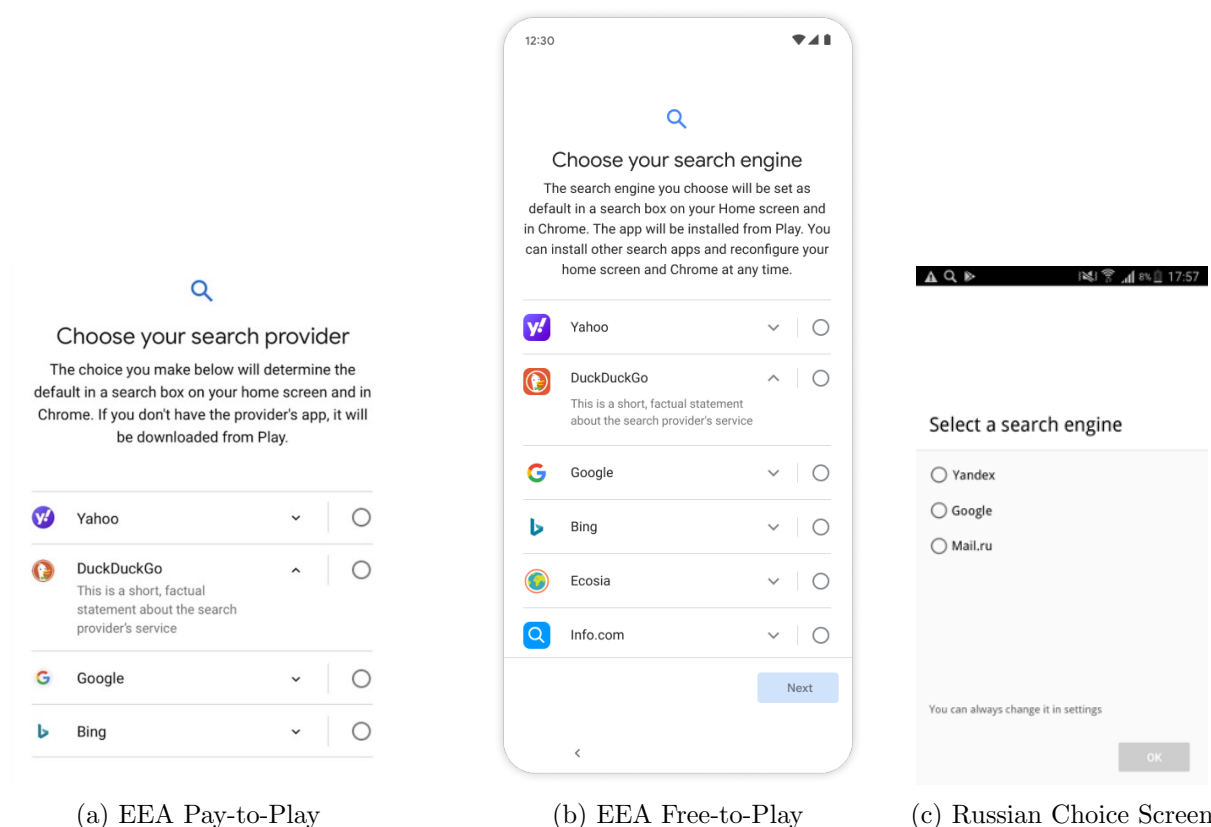 Choose your search provider
The choice you make below will determine the
default in a search box on your home screen and in
Chrome. If you don't have the provider's app, it will
be downloaded from Play.
Yahoo
DuckDuckGo
This is a short, factual
statement about the search
provider's service
Google
Bing
(a) EEA Pay-to-Play
12:30
Choose your search engine
The search engine you choose will be set as
default in a search box on your Home screen and
in Chrome. The app will be installed from Play. You
can install other search apps and reconfigure your
home screen and Chrome at any time.
Yahoo
DuckDuckGo
This is a short, factual statement
about the search provider's service
Google
Bing
Ecosia
Info.com
Next
(b) EEA Free-to-Play
8% 17:57
Select a search engine
Yandex
Google
Mail.ru
You can always change it in settings
OK
(c) Russian Choice Screen